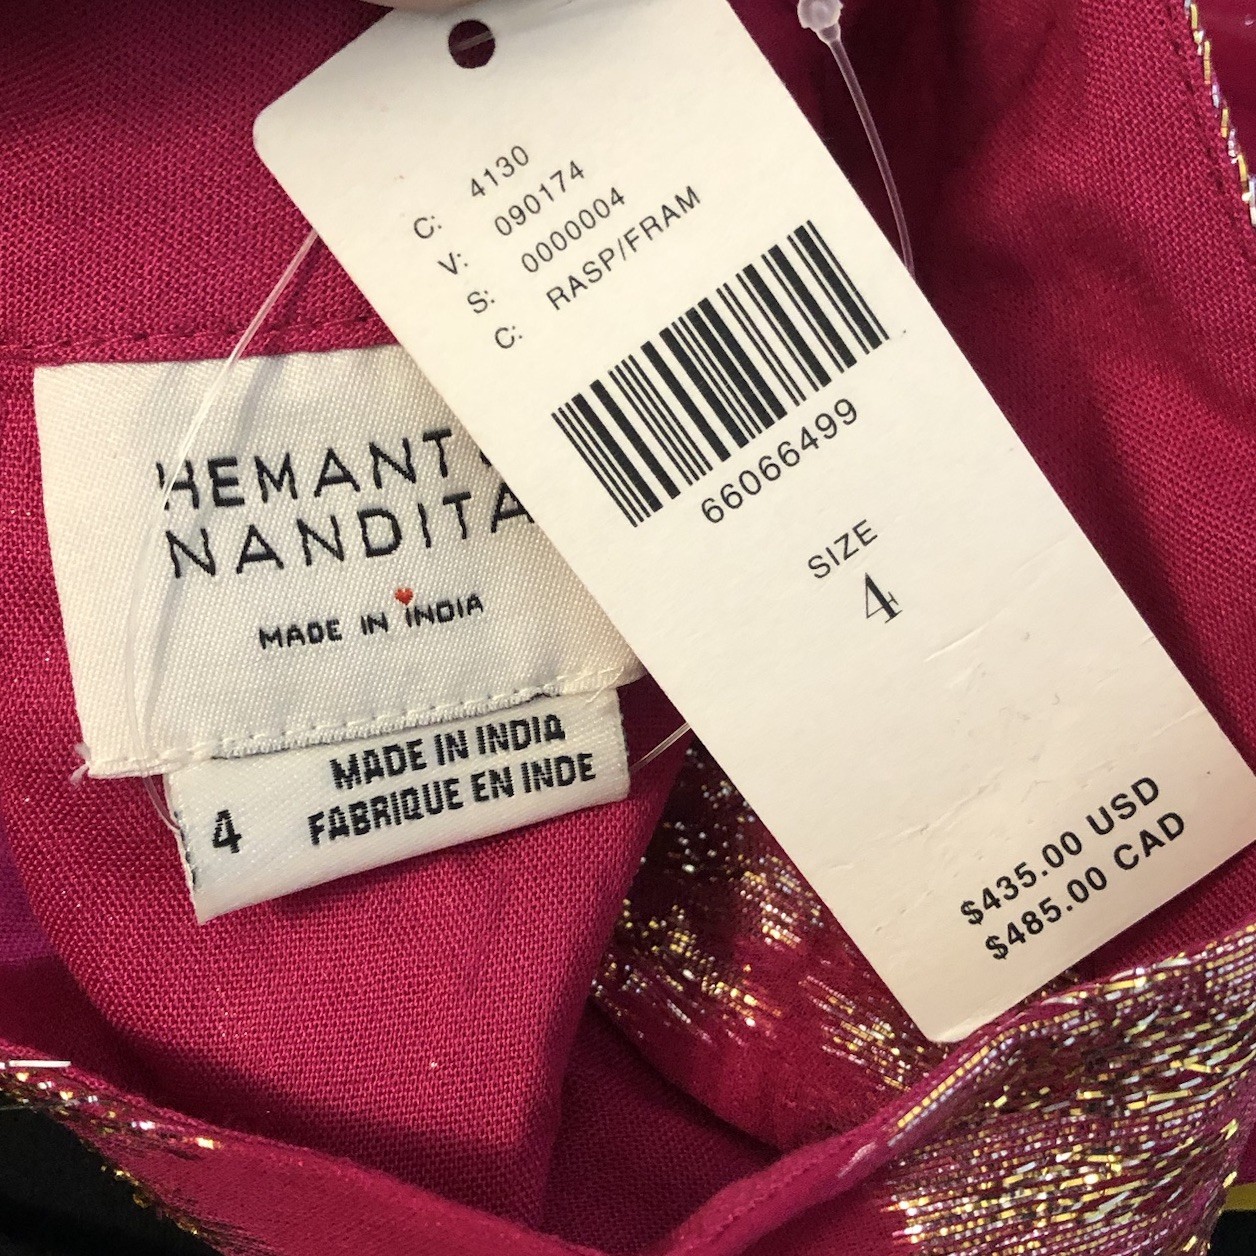 C: 4130
V: 090174
S: 0000004
C: RASP/FRAM
66066499
SIZE
4
$435.00 USD
$485.00 CAD
HEMANT
NANDITA
MADE IN INDIA
4
MADE IN INDIA
FABRIQUE EN INDE